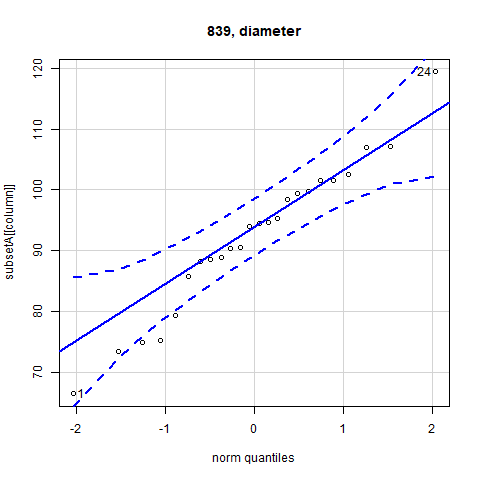 839, diameter
120
110
100
90
80
70
subsetA[[column]]
24
1
-2 -1 0 1 2
norm quantiles